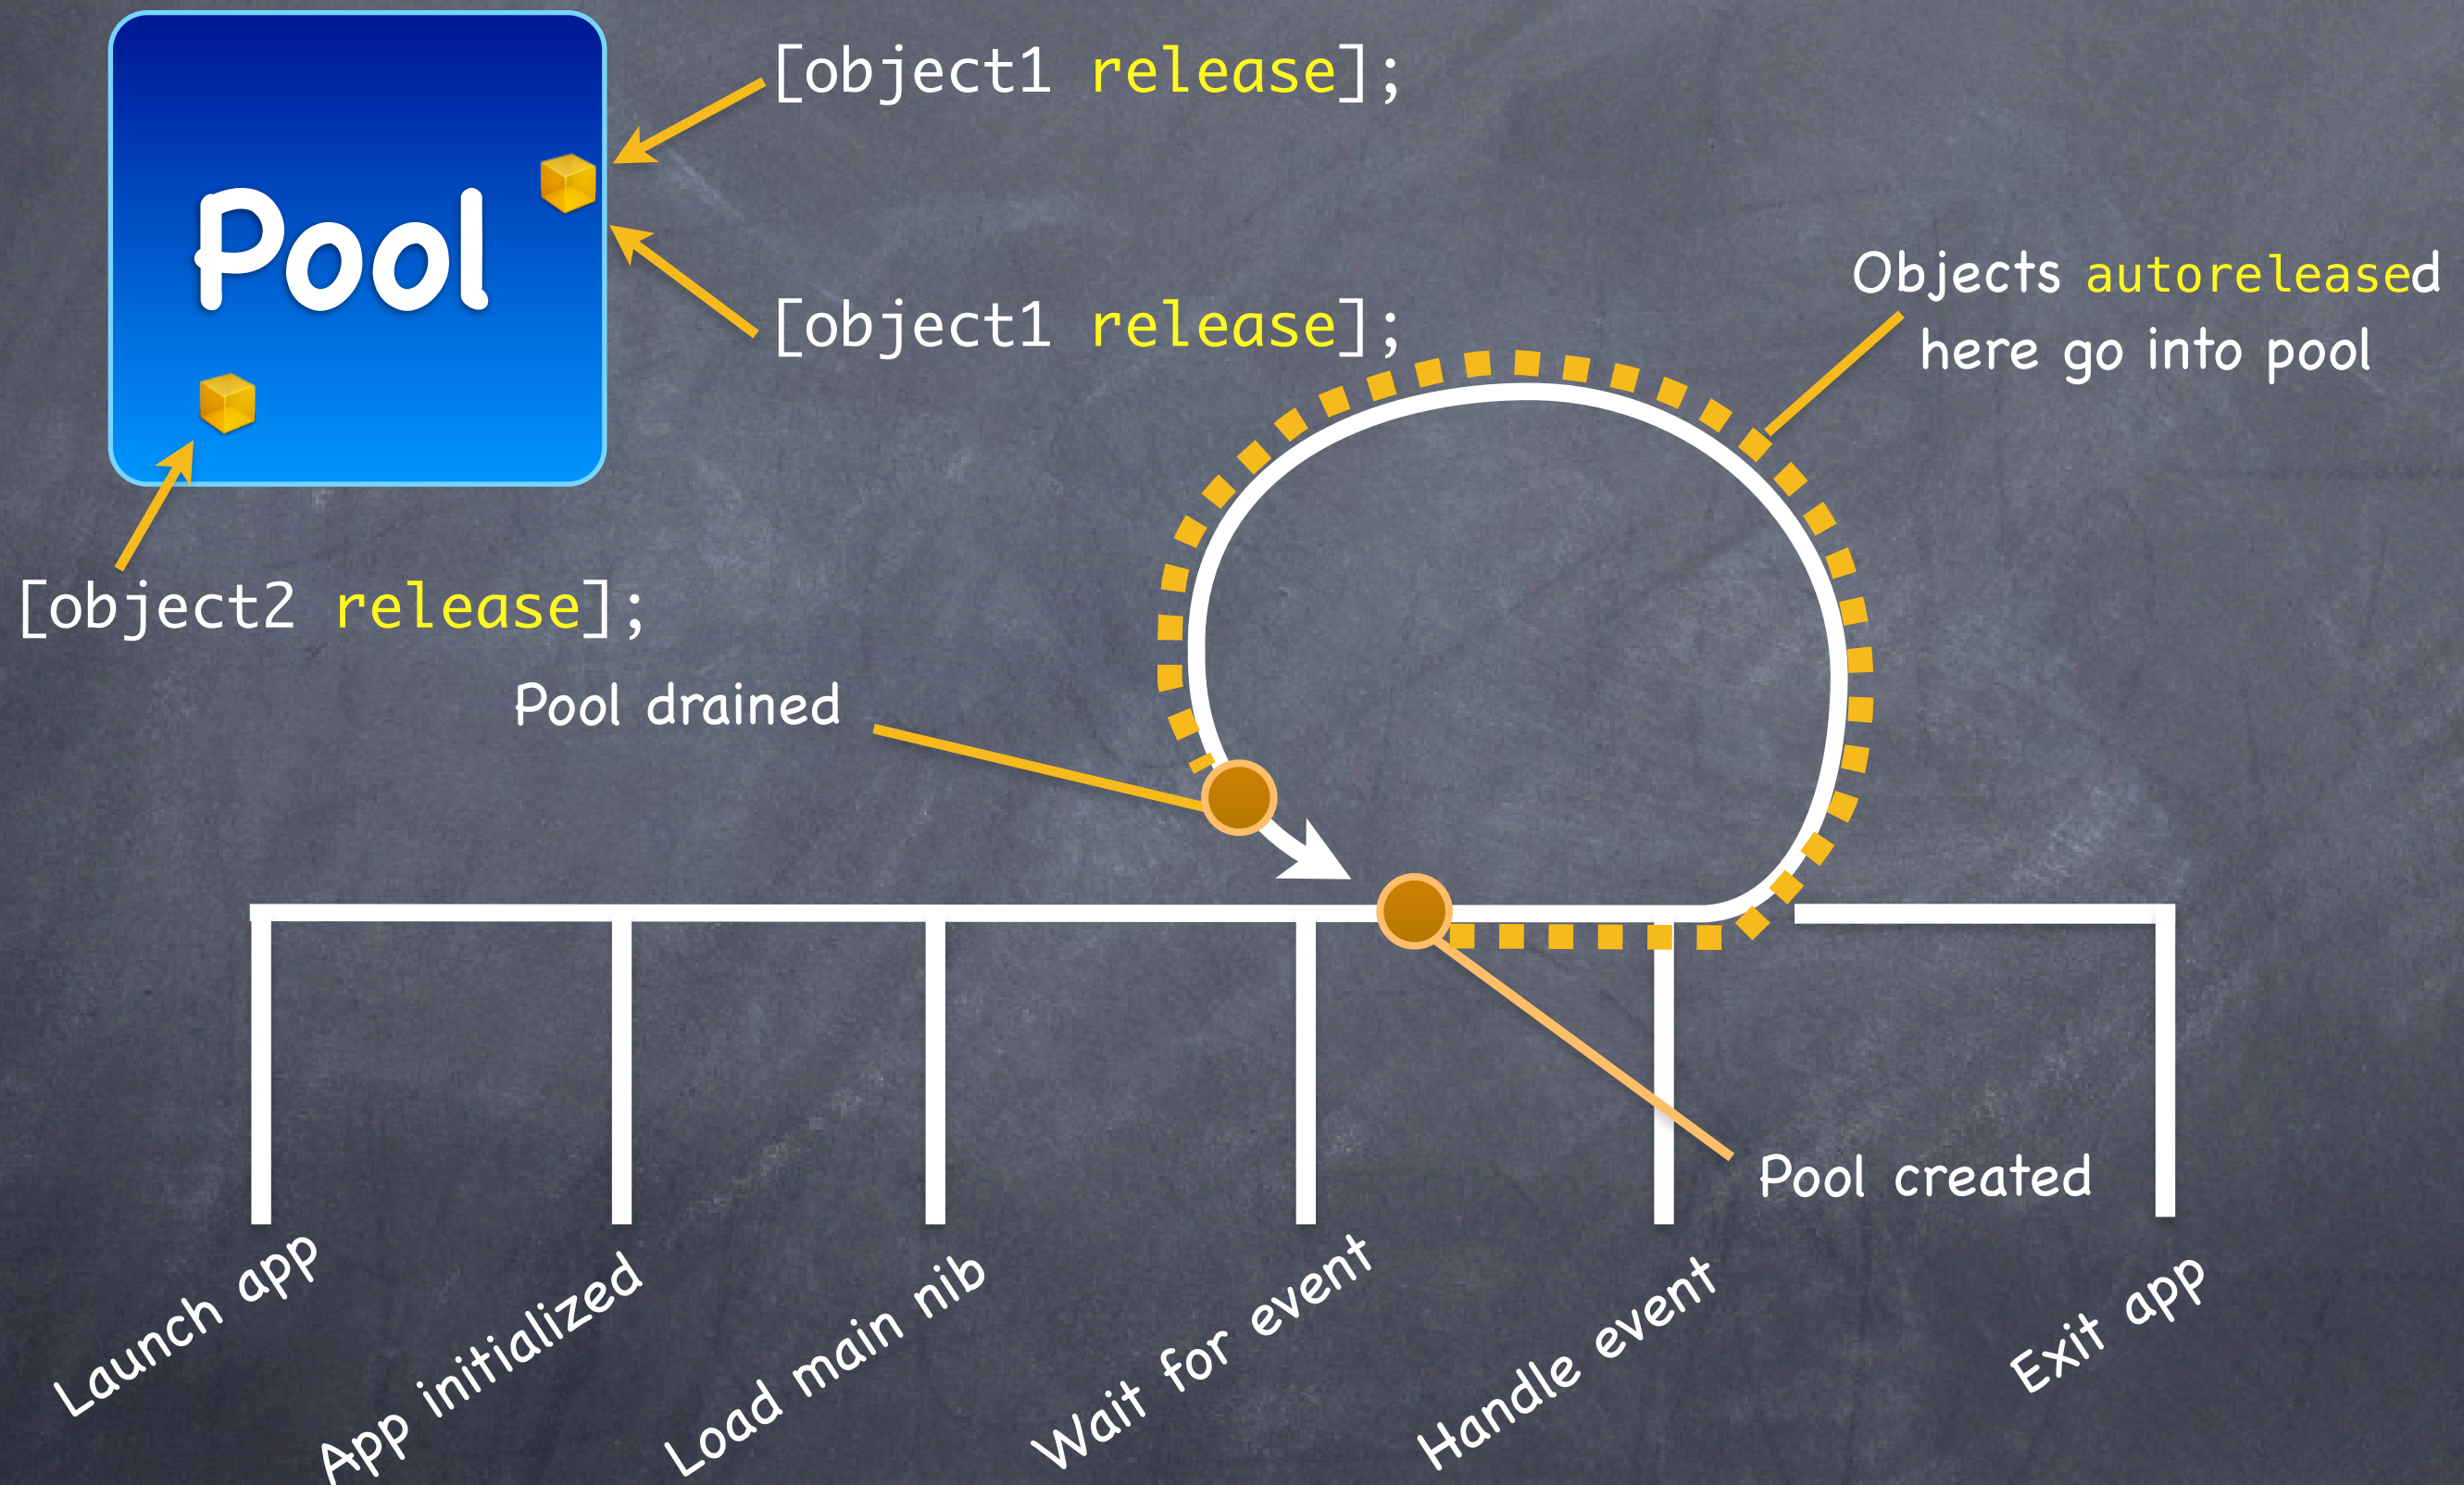 [object1 release];
Pool
[object1 release];
Objects autoreleased
here go into pool
[object2 release];
Pool drained
Pool created
Launch app
App initialized
Load main nib
Wait for event
Handle event
Exit app